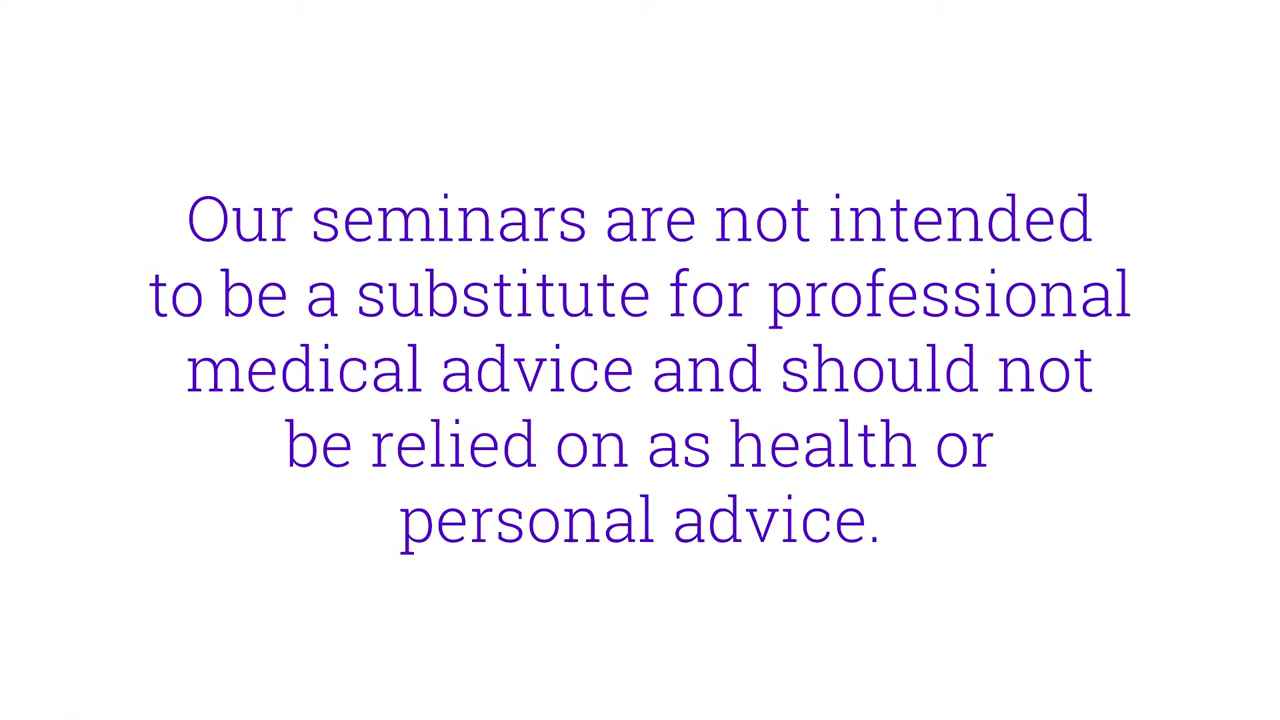 Our seminars are not intended
to be a substitute for professional
medical advice and should not
be relied on as health or
personal advice.